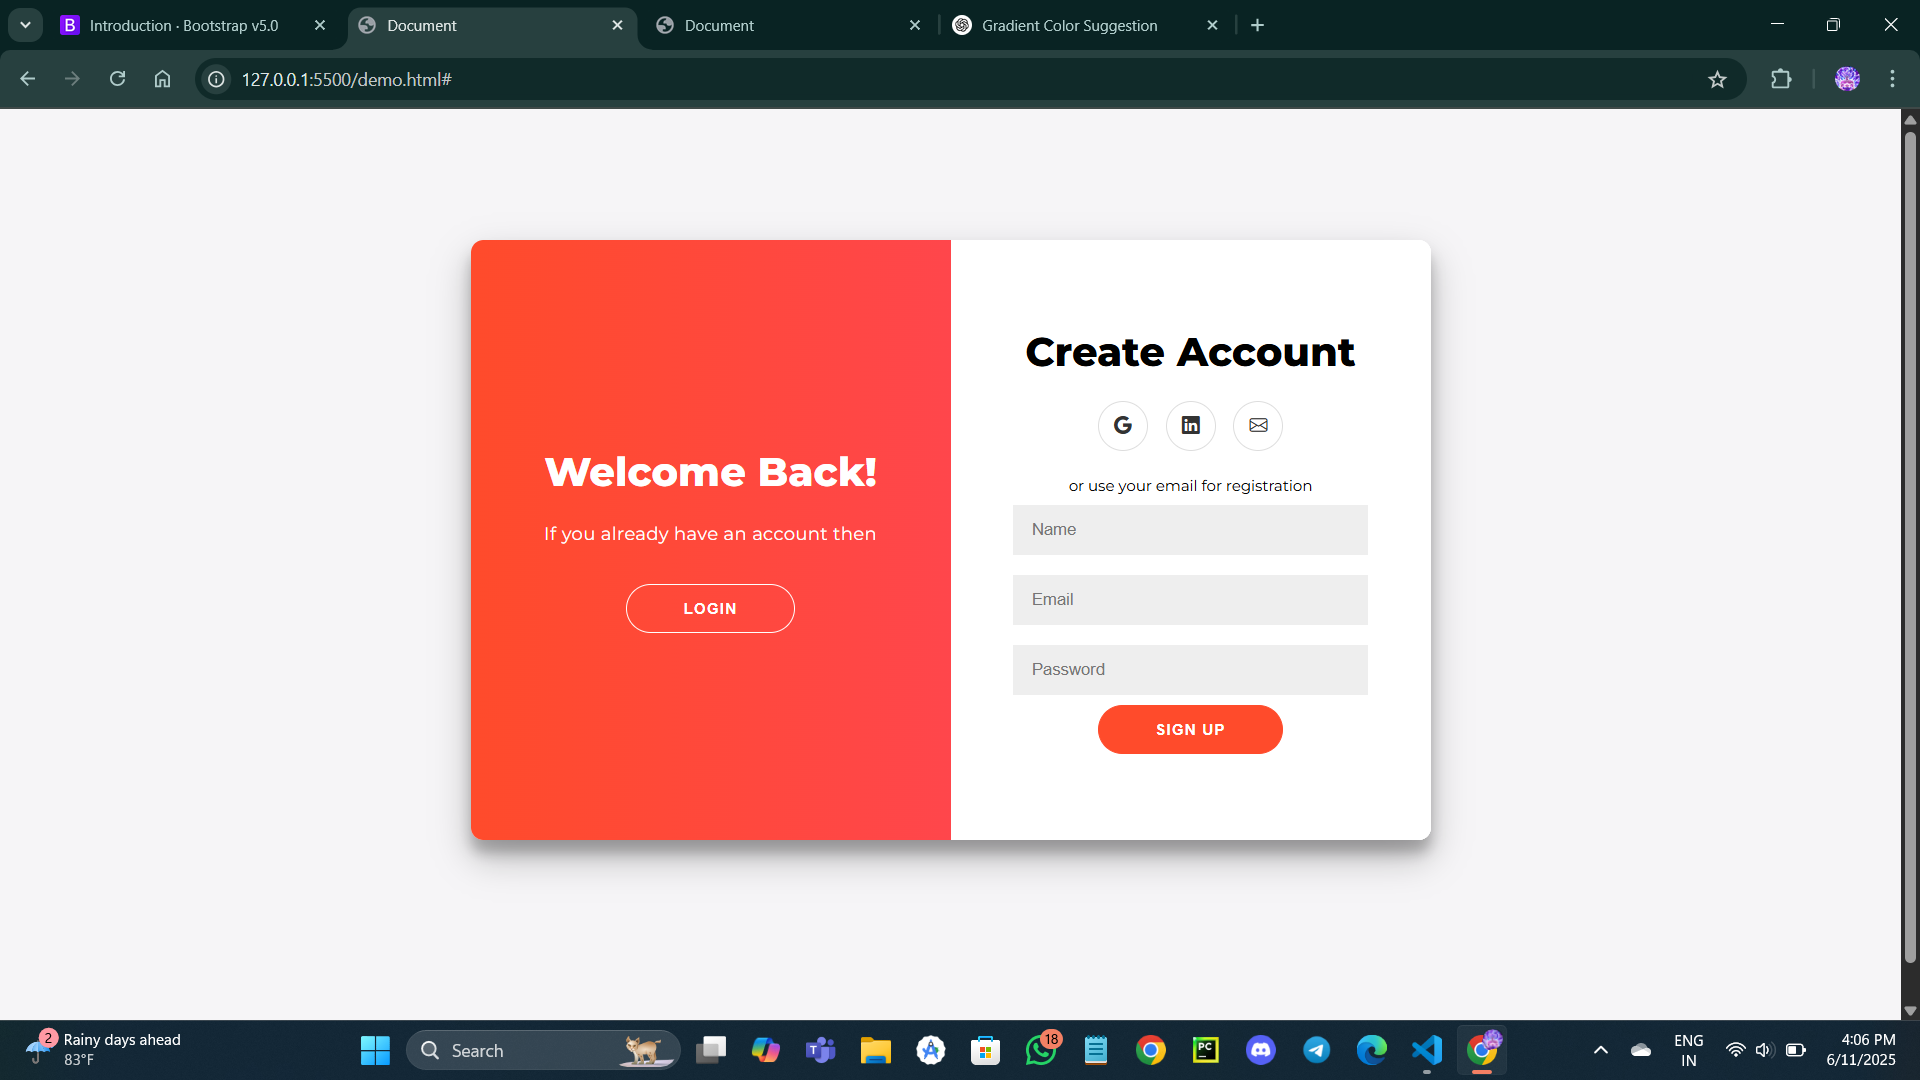 Introduction · Bootstrap v5.0
Document
Document
Gradient Color Suggestion
127.0.0.1:5500/demo.html#
Welcome Back!
If you already have an account then
LOGIN
Create Account
or use your email for registration
Name
Email
Password
SIGN UP
2
Rainy days ahead
83°F
Search
18
PC
ENG
IN
4:06 PM
6/11/2025